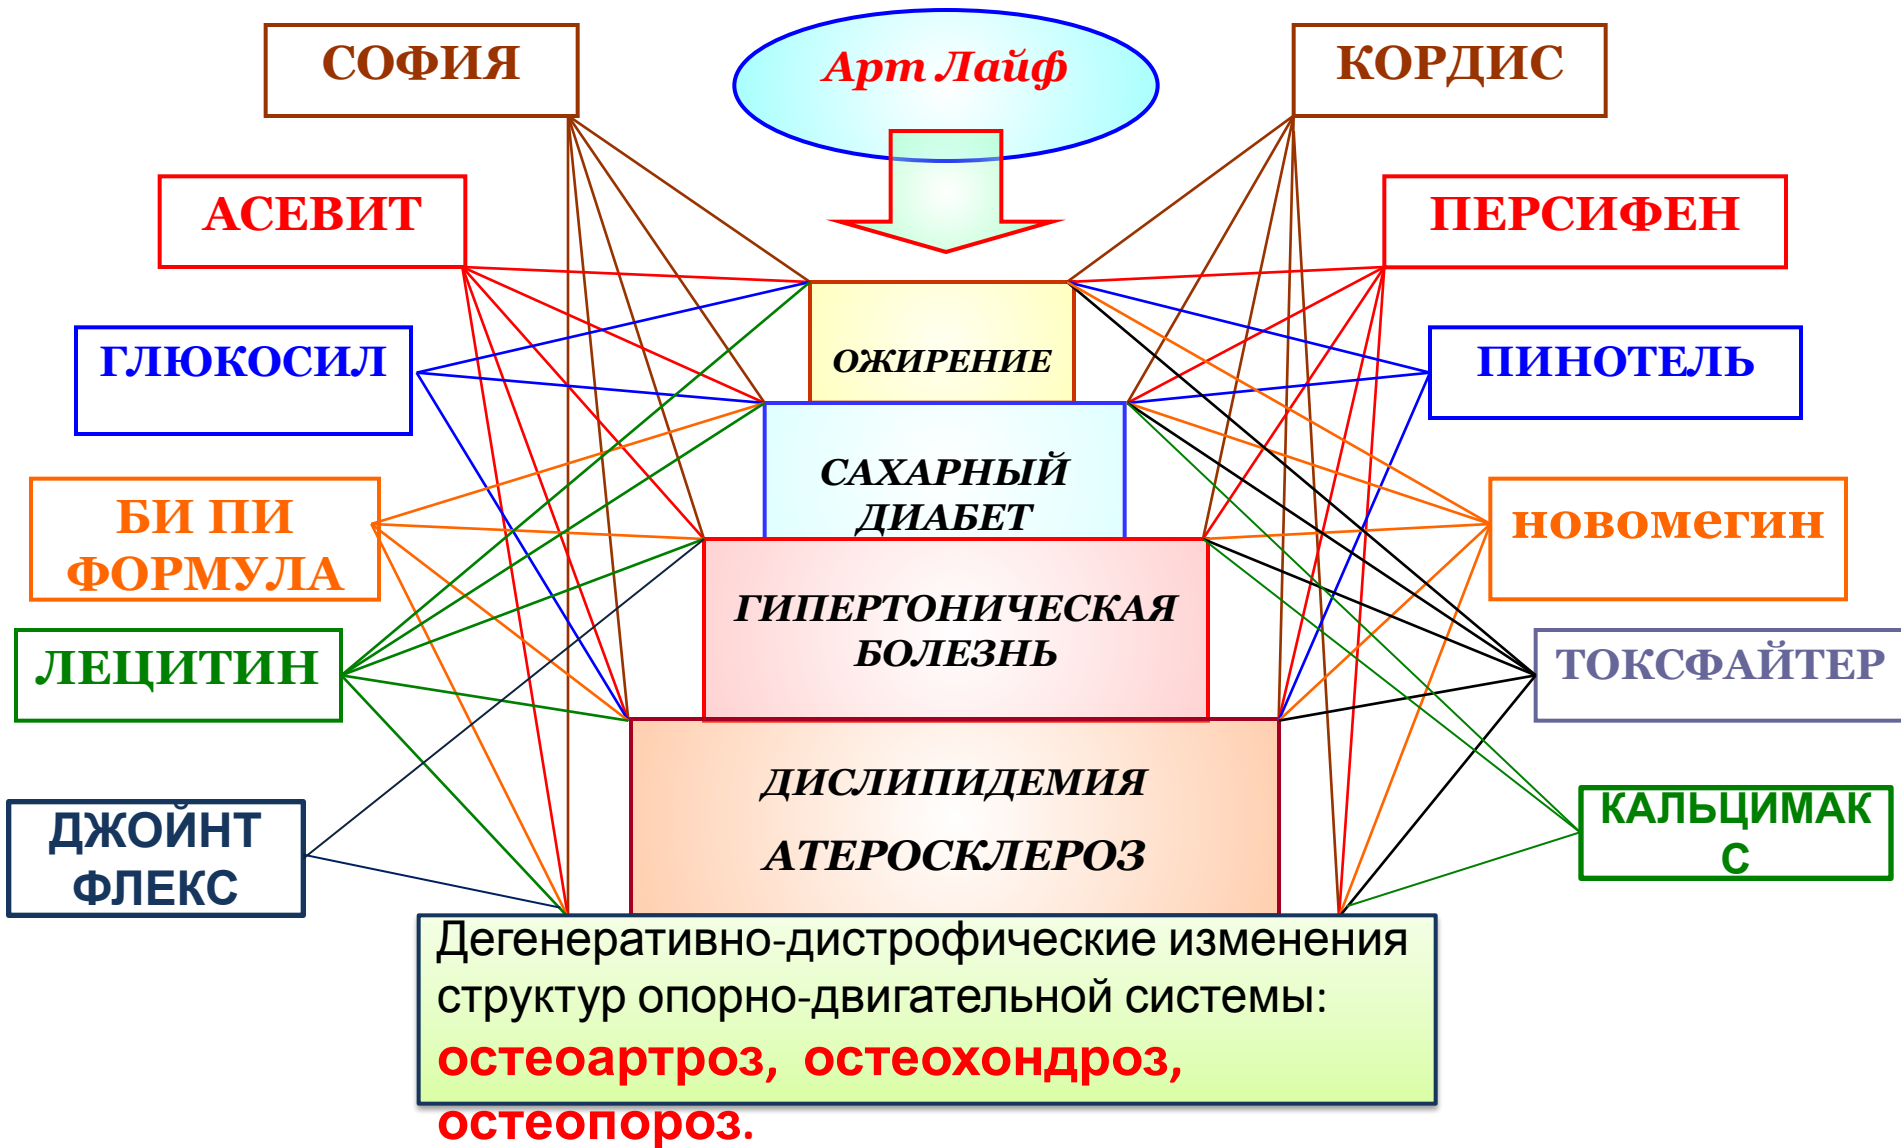 СОФИЯ
Арт Лайф
КОРДИС
АСЕВИТ
ПЕРСИФЕН
ГЛЮКОСИЛ
ОЖИРЕНИЕ
ПИНОТЕЛЬ
САХАРНЫЙ
ДИАБЕТ
БИ ПИ
ФОРМУЛА
новомегин
ГИПЕРТОНИЧЕСКАЯ
БОЛЕЗНЬ
ЛЕЦИТИН
ТОКСФАЙТЕР
ДИСЛИПИДЕМИЯ
АТЕРОСКЛЕРОЗ
ДЖОЙНТ
ФЛЕКС
КАЛЬЦИМАК
С
Дегенеративно-дистрофические изменения
структур опорно-двигательной системы:
остеоартроз, остеохондроз,
остеопороз.